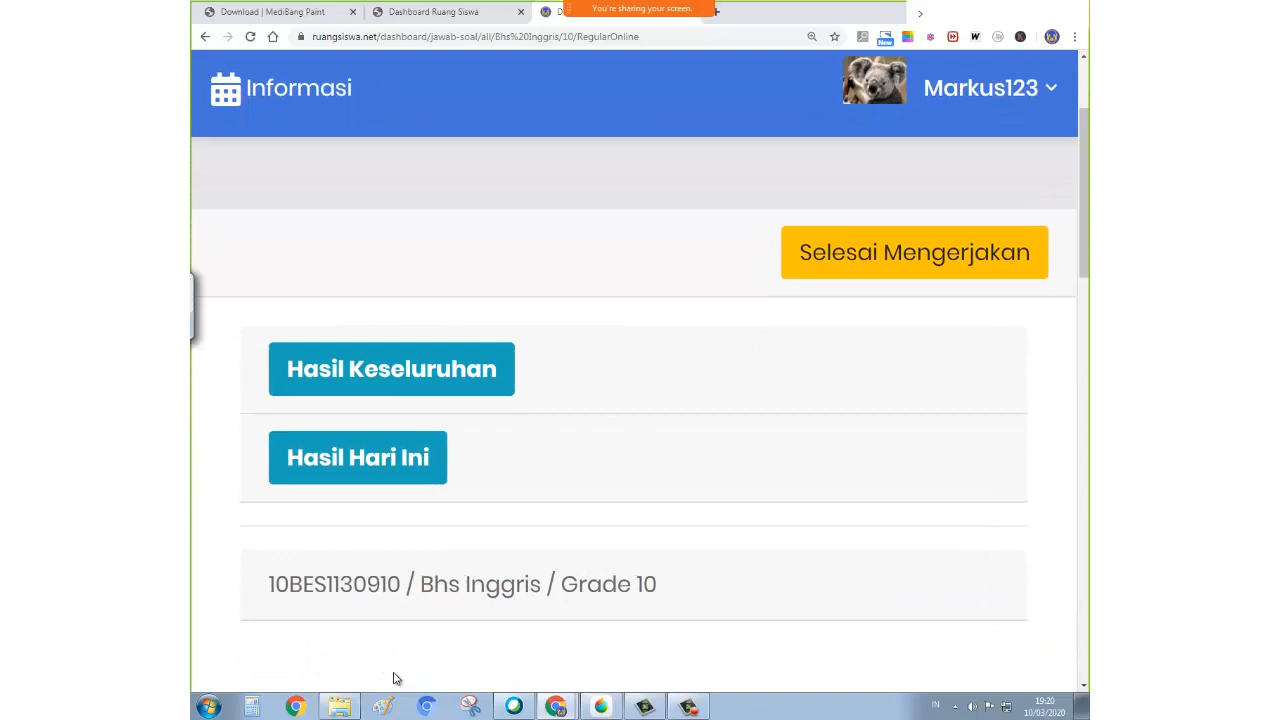 Download | MediBang Paint
Dashboard Ruang Siswa
You're sharing your screen.
ruangsiswa.net/dashboard/jawab-soal/all/Bhs%20Inggris/10/RegularOnline
New
Informasi
Markus123
Selesai Mengerjakan
Hasil Keseluruhan
Hasil Hari Ini
10BES1130910 / Bhs Inggris / Grade 10
IN
19:20
10/03/2020